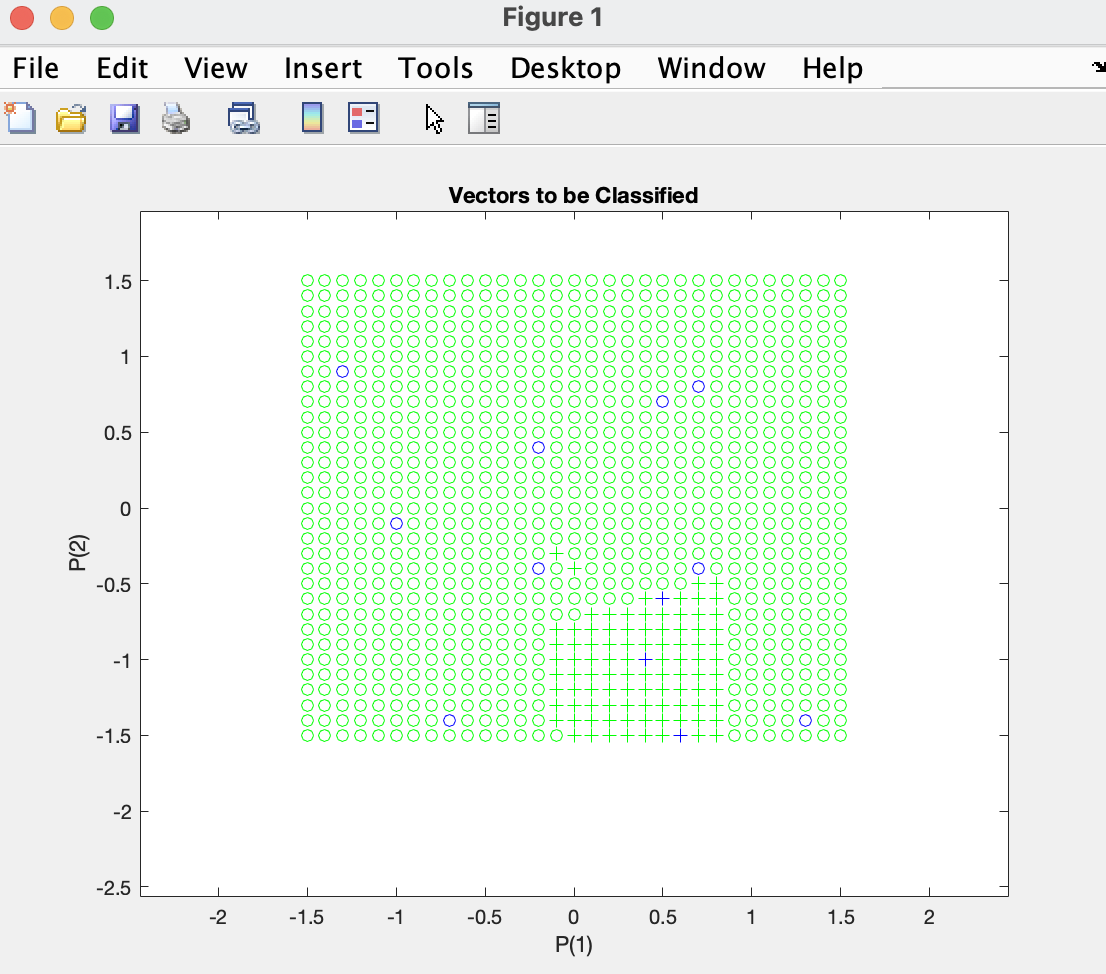 Figure 1
File Edit View Insert Tools Desktop Window Help
Vectors to be Classified
1.5
1
0.5
0
-0.5
-1
-1.5
-2
-2.5
P(2)
-2 -1.5 -1 -0.5 0 0.5 1 1.5 2
P(1)